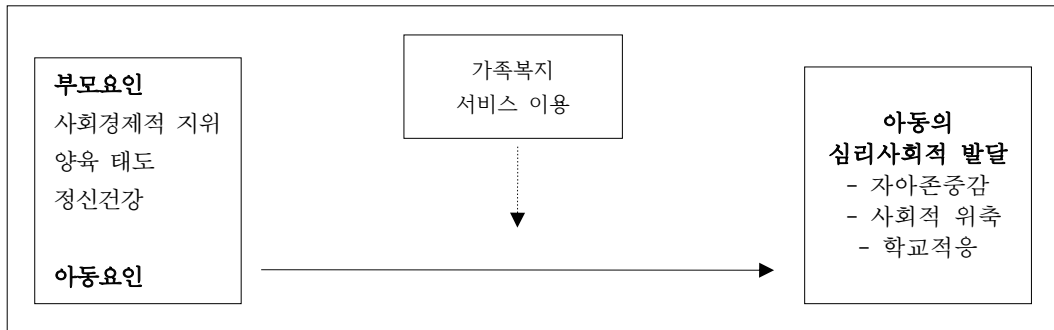 부모요인
사회경제적 지위
양육 태도
정신건강
아동요인
가족복지
서비스 이용
아동의
심리사회적 발달
- 자아존중감
- 사회적 위축
- 학교적응